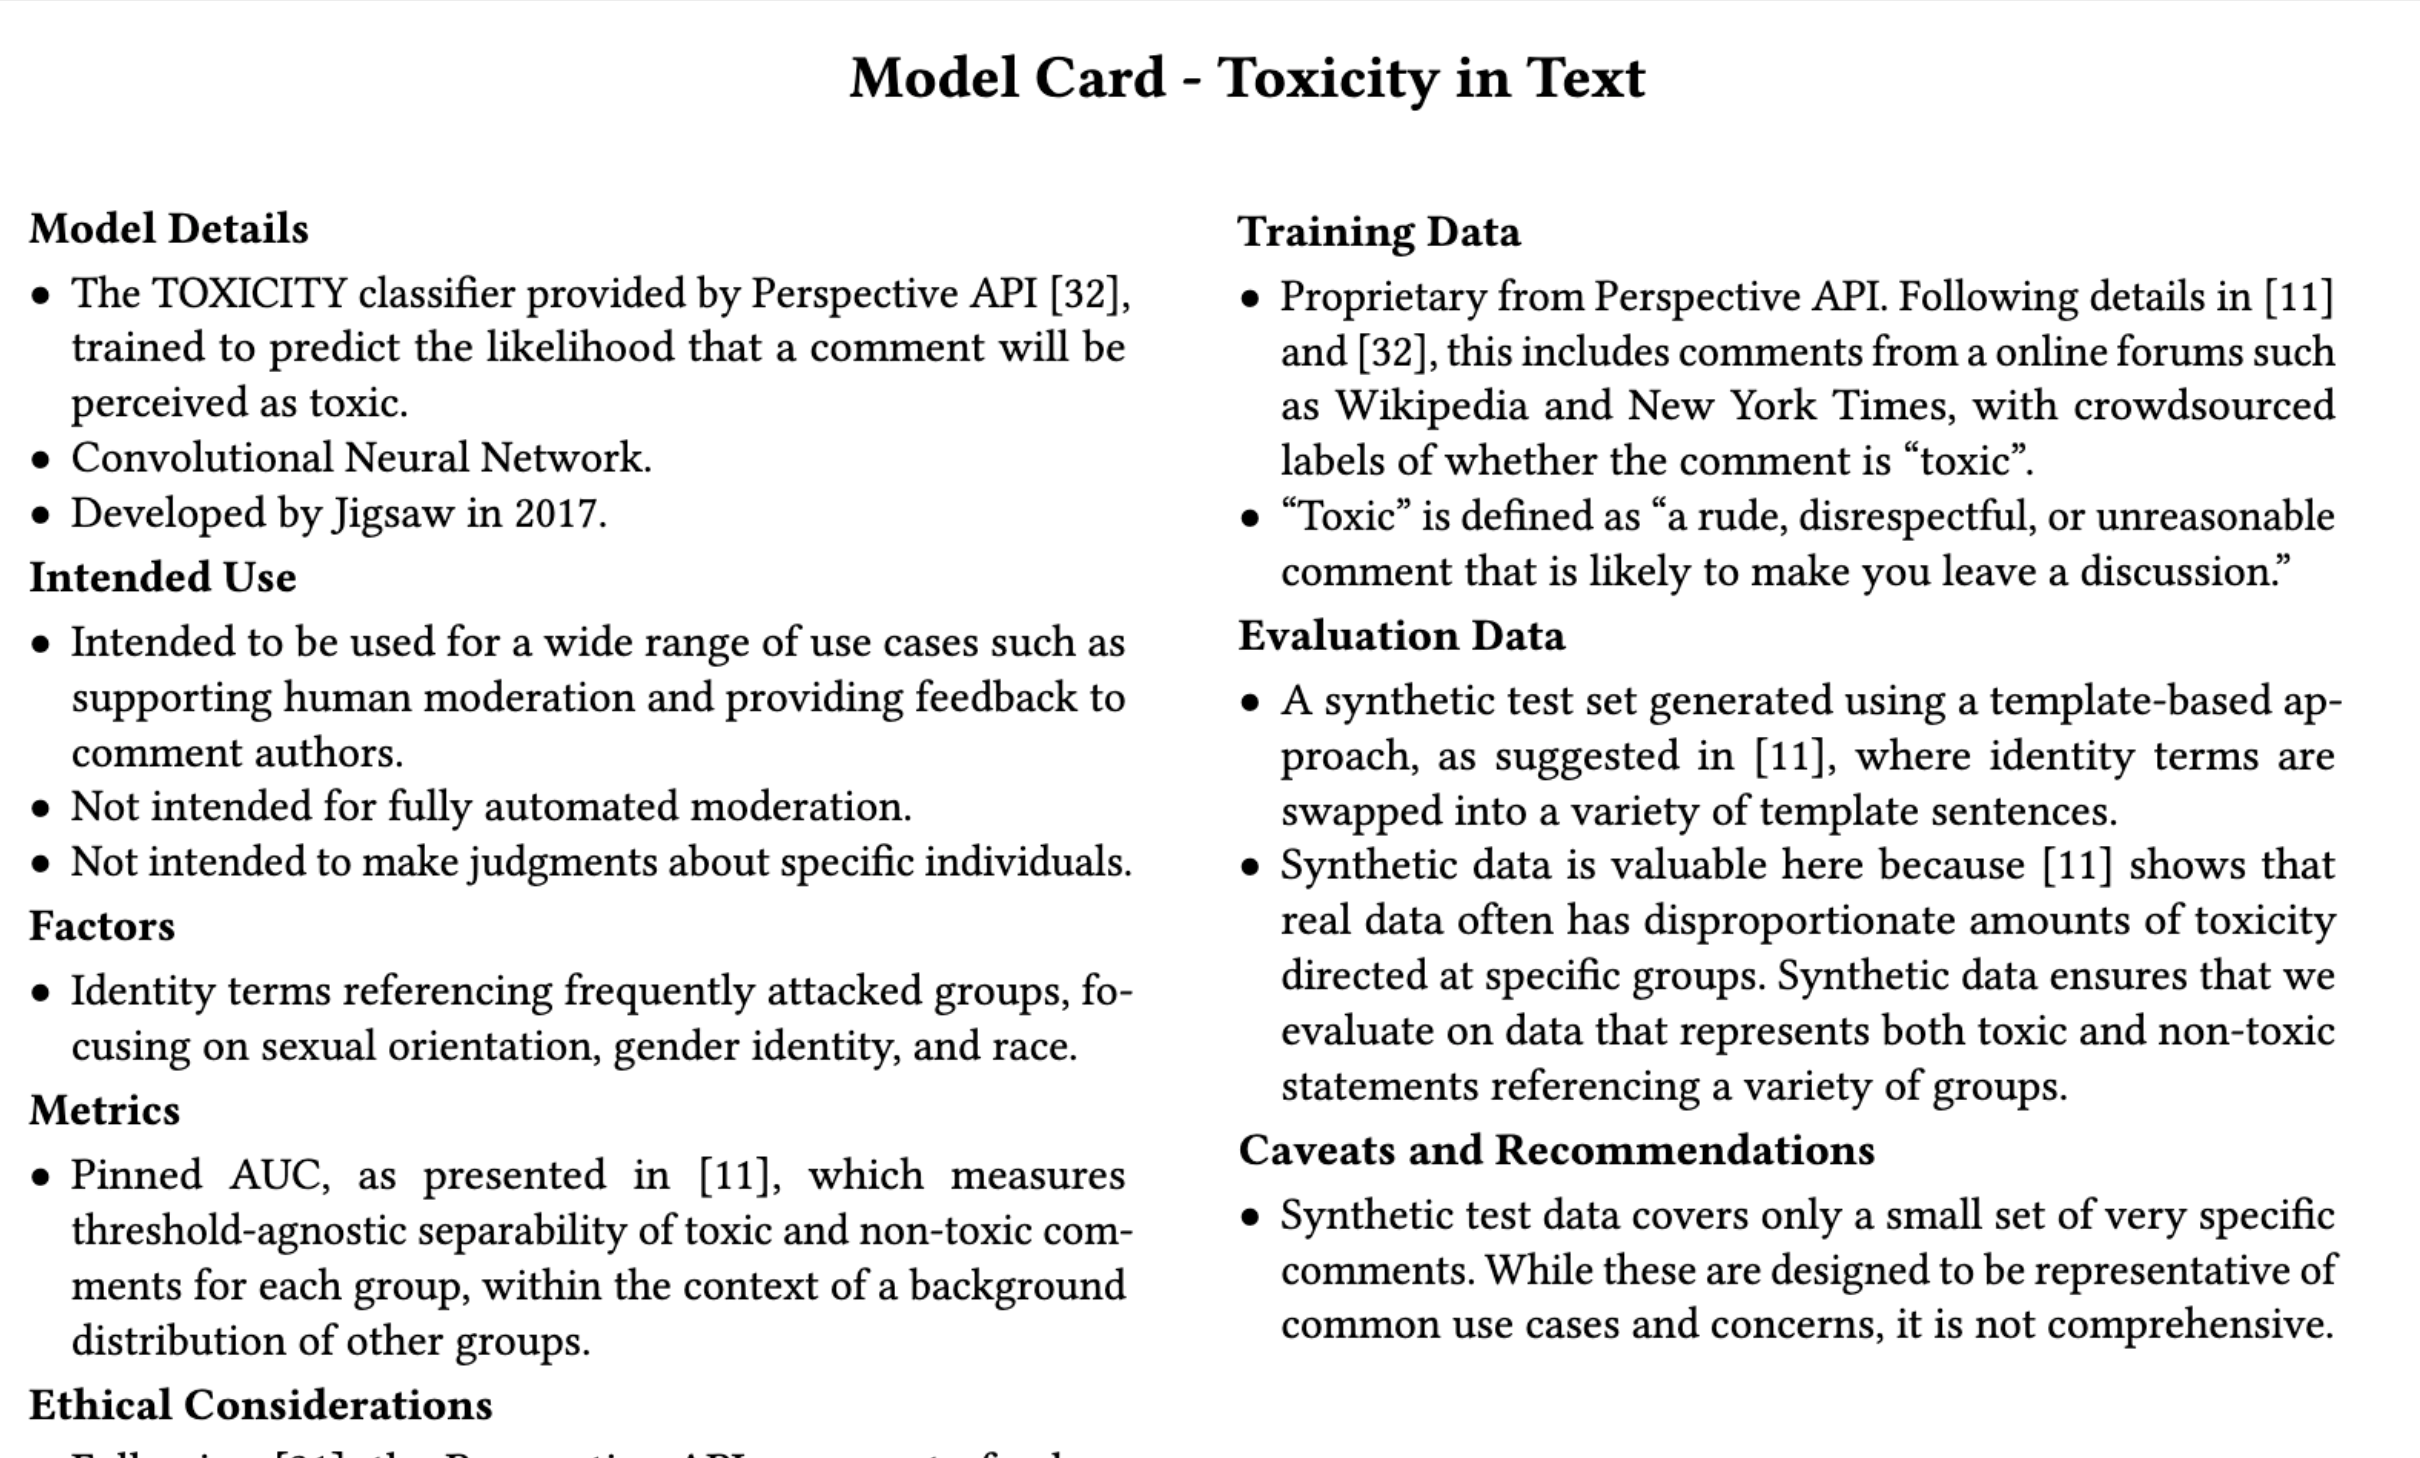 Model Card - Toxicity in Text
Model Details
● The TOXICITY classifier provided by Perspective API [32],
trained to predict the likelihood that a comment will be
perceived as toxic.
● Convolutional Neural Network.
● Developed by Jigsaw in 2017.
Intended Use
● Intended to be used for a wide range of use cases such as
supporting human moderation and providing feedback to
comment authors.
● Not intended for fully automated moderation.
● Not intended to make judgments about specific individuals.
Factors
● Identity terms referencing frequently attacked groups, fo-
cusing on sexual orientation, gender identity, and race.
Metrics
● Pinned AUC, as presented in [11], which measures
threshold-agnostic separability of toxic and non-toxic com-
ments for each group, within the context of a background
distribution of other groups.
Ethical Considerations
Training Data
● Proprietary from Perspective API. Following details in [11]
and [32], this includes comments from a online forums such
as Wikipedia and New York Times, with crowdsourced
labels of whether the comment is “toxic”.
● “Toxic” is defined as “a rude, disrespectful, or unreasonable
comment that is likely to make you leave a discussion.”
Evaluation Data
● A synthetic test set generated using a template-based ap-
proach, as suggested in [11], where identity terms are
swapped into a variety of template sentences.
● Synthetic data is valuable here because [11] shows that
real data often has disproportionate amounts of toxicity
directed at specific groups. Synthetic data ensures that we
evaluate on data that represents both toxic and non-toxic
statements referencing a variety of groups.
Caveats and Recommendations
● Synthetic test data covers only a small set of very specific
comments. While these are designed to be representative of
common use cases and concerns, it is not comprehensive.